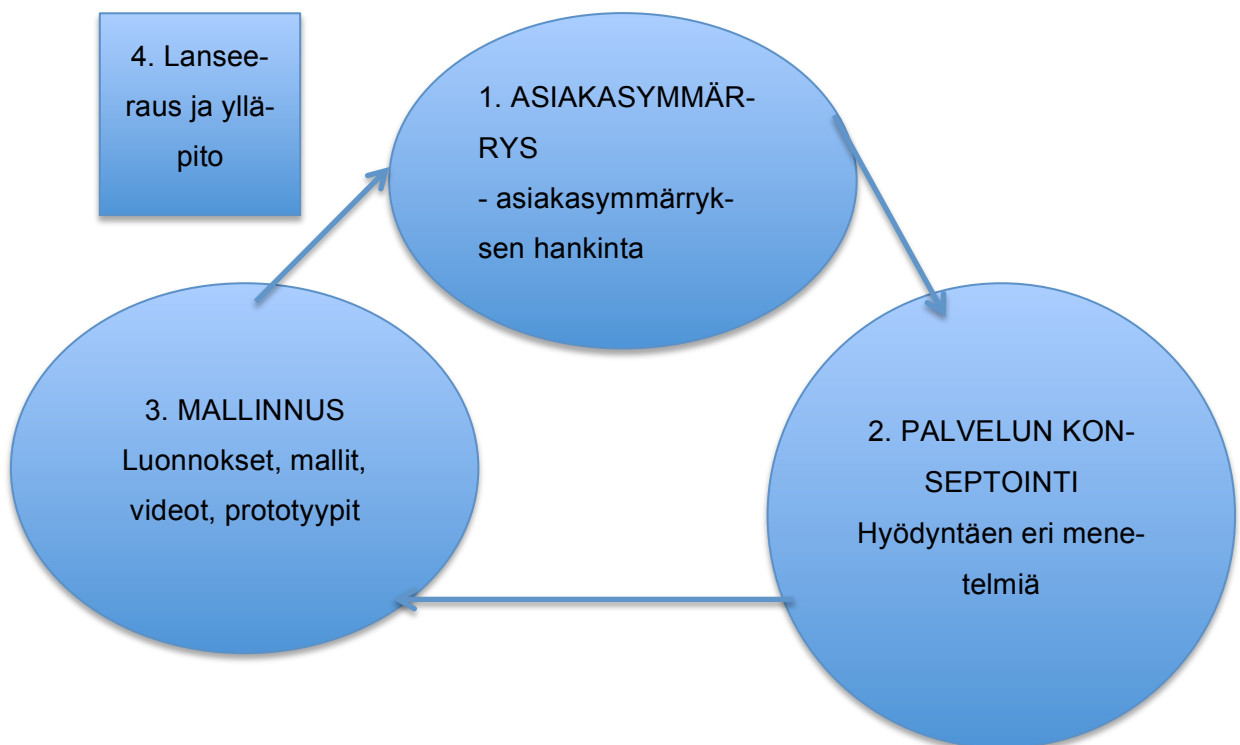 4. Lansee-
raus ja yllä-
pito
1. ASIAKASYMMÄR-
RYS
- asiakasymmärryk-
sen hankinta
3. MALLINNUS
Luonnokset, mallit,
videot, prototyypit
2. PALVELUN KON-
SEPTOINTI
Hyödyntäen eri mene-
telmiä